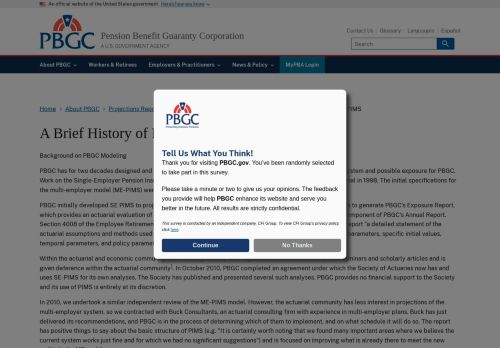 An official website of the United States government Here's how you know
PBGC
Pension Benefit Guaranty Corporation
A U.S. GOVERNMENT AGENCY
Contact Us Glossary Languages Español
Search
About PBGC Workers & Retirees Employers & Practitioners News & Policy MyPBA Login
Home > About PBGC > Projections Repo PIMS
A Brief History of
Background on PBGC Modeling
PBGC has for two decades designed and system and possible exposure for PBGC.
Work on the Single-Employer Pension Ins in 1998. The initial specifications for
the multi-employer model (ME-PIMS) were
PBGC initially developed SE PIMS to proj to generate PBGC's Exposure Report,
which provides an actuarial evaluation of component of PBGC's Annual Report.
Section 4008 of the Employee Retiremen report "a detailed statement of the
actuarial assumptions and methods used parameters, specific initial values,
temporal parameters, and policy parame
Within the actuarial and economic comm seminars and scholarly articles and is
given deference within the actuarial community1. In October 2010, PBGC completed an agreement under which the Society of Actuaries now has and
uses SE-PIMS for its own analyses. The Society has published and presented several such analyses. PBGC provides no financial support to the Society
and its use of PIMS is entirely at its discretion.
In 2010, we undertook a similar independent review of the ME-PIMS model. However, the actuarial community has less interest in projections of the
multi-employer system, so we contracted with Buck Consultants, an actuarial consulting firm with experience in multi-employer plans. Buck has just
delivered its recommendations, and PBGC is in the process of determining which of them to implement, and on what schedule it will do so. The report
has positive things to say about the basic structure of PIMS (e.g. "It is certainly worth noting that we found many important areas where we believe the
current system works just fine and for which we had no significant suggestions") and is focused on improving what is already there to meet the new
PBGC
Protecting America's Pensions
Tell Us What You Think!
Thank you for visiting PBGC.gov. You've been randomly selected
to take part in this survey.
Please take a minute or two to give us your opinions. The feedback
you provide will help PBGC enhance its website and serve you
better in the future. All results are strictly confidential.
This survey is conducted by an independent company, CFI Group. To view CFI Group's privacy policy
click here.
Continue No Thanks